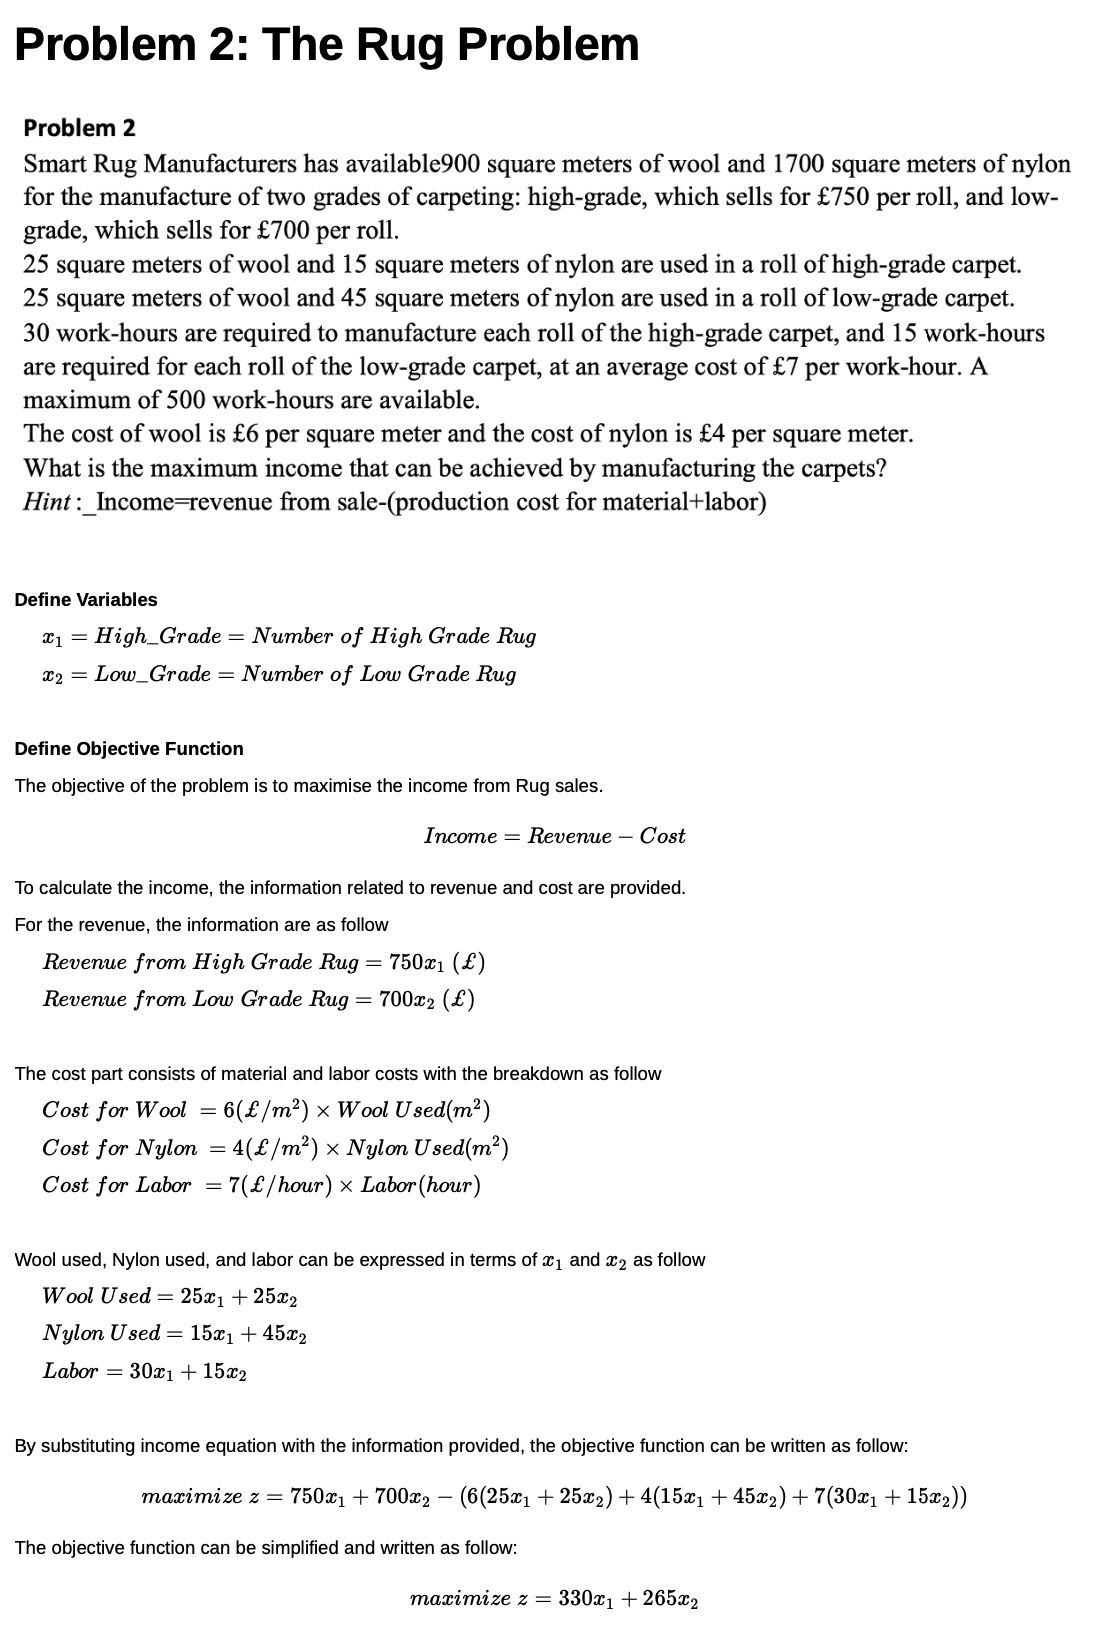 Problem 2: The Rug Problem
Problem 2
Smart Rug Manufacturers has available900 square meters of wool and 1700 square meters of nylon
for the manufacture of two grades of carpeting: high-grade, which sells for £750 per roll, and low-
grade, which sells for £700 per roll.
25 square meters of wool and 15 square meters of nylon are used in a roll of high-grade carpet.
25 square meters of wool and 45 square meters of nylon are used in a roll of low-grade carpet.
30 work-hours are required to manufacture each roll of the high-grade carpet, and 15 work-hours
are required for each roll of the low-grade carpet, at an average cost of £7 per work-hour. A
maximum of 500 work-hours are available.
The cost of wool is £6 per square meter and the cost of nylon is £4 per square meter.
What is the maximum income that can be achieved by manufacturing the carpets?
Hint :_Income=revenue from sale-(production cost for material+labor)
Define Variables
x₁ = High_Grade = Number of High Grade Rug
x₂ = Low_Grade = Number of Low Grade Rug
Define Objective Function
The objective of the problem is to maximise the income from Rug sales.
Income = Revenue − Cost
To calculate the income, the information related to revenue and cost are provided.
For the revenue, the information are as follow
Revenue from High Grade Rug = 750x₁ (£)
Revenue from Low Grade Rug = 700x₂ (£)
The cost part consists of material and labor costs with the breakdown as follow
Cost for Wool = 6(£/m²) × Wool Used(m²)
Cost for Nylon = 4(£/m²) × Nylon Used(m²)
Cost for Labor = 7(£/hour) × Labor(hour)
Wool used, Nylon used, and labor can be expressed in terms of x₁ and x₂ as follow
Wool Used = 25x₁ + 25x₂
Nylon Used = 15x₁ + 45x₂
Labor = 30x₁ + 15x₂
By substituting income equation with the information provided, the objective function can be written as follow:
maximize z = 750x₁ + 700x₂ − (6(25x₁ + 25x₂) + 4(15x₁ + 45x₂) + 7(30x₁ + 15x₂))
The objective function can be simplified and written as follow:
maximize z = 330x₁ + 265x₂